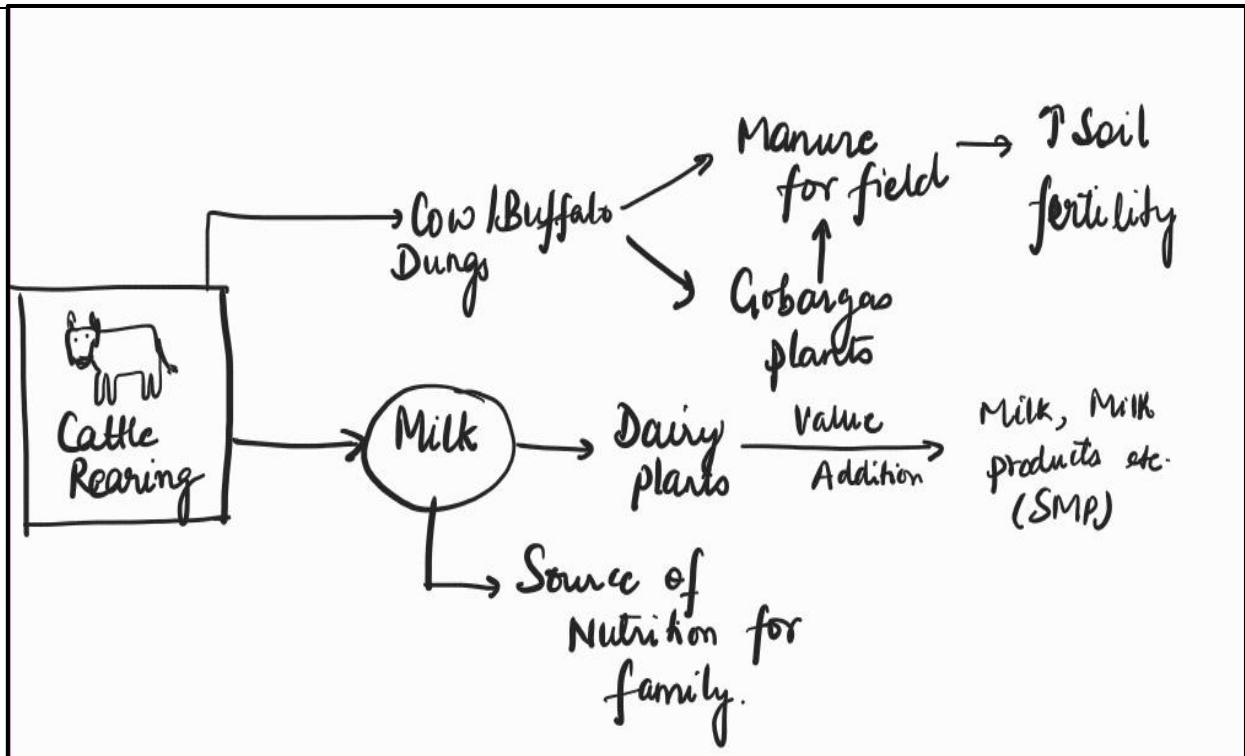 Cow/Buffalo
Dungs
Manure
for field
↑ Soil
fertility
Gobargas
plants
Cattle
Rearing
Milk
Dairy
plants
Value
Addition
Milk, Milk
products etc.
(SMP)
Source of
Nutrition for
family.